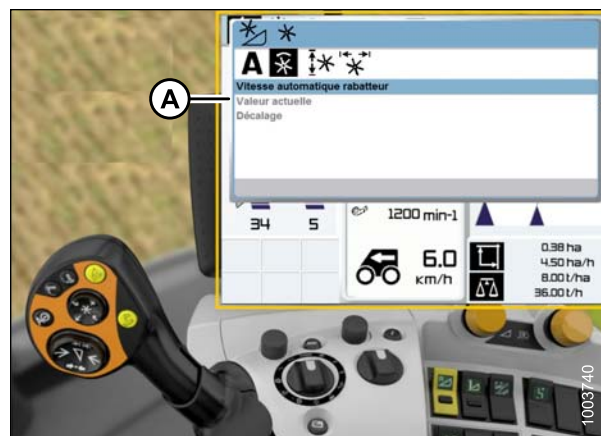 A
Vitesse automatique rabatteur
Valeur actuelle
Décalage
A
34
5
1200 min-1
6.0
km/h
0.38 ha
4.50 ha/h
8.00 t/ha
36.00 t/h
1003740